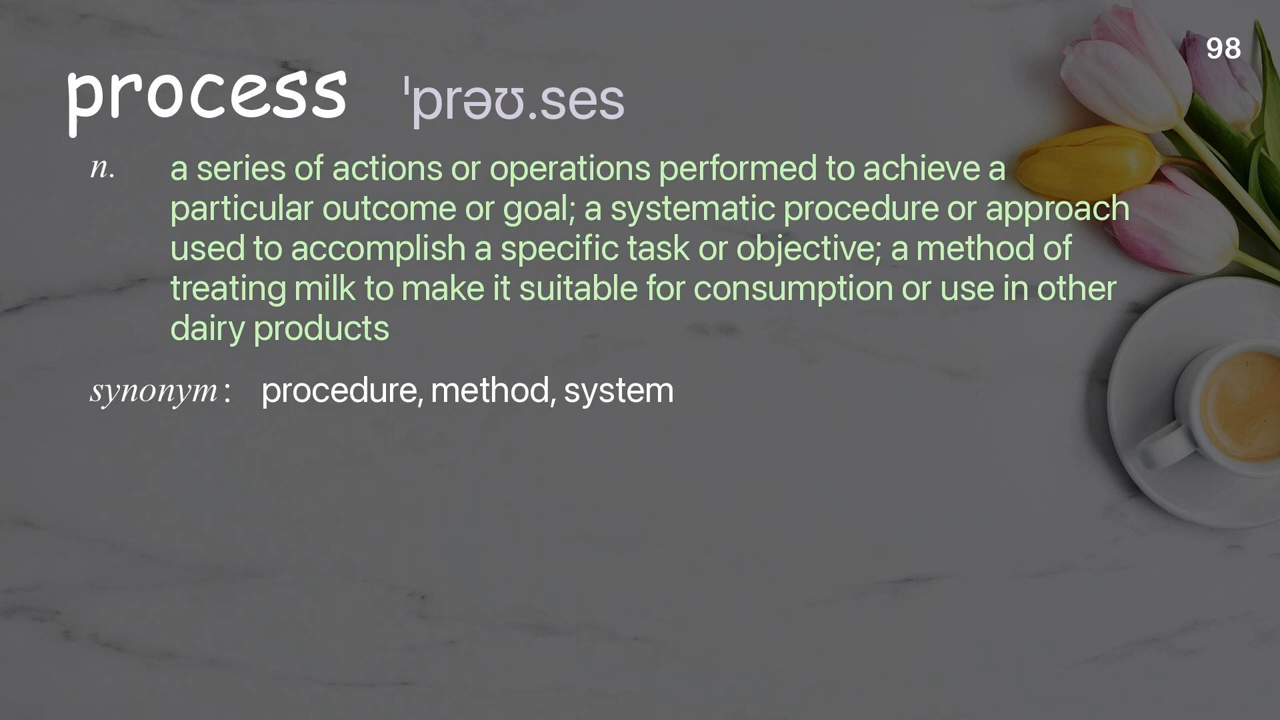 98
process ˈprəʊ.ses
n. a series of actions or operations performed to achieve a
particular outcome or goal; a systematic procedure or approach
used to accomplish a specific task or objective; a method of
treating milk to make it suitable for consumption or use in other
dairy products
synonym: procedure, method, system